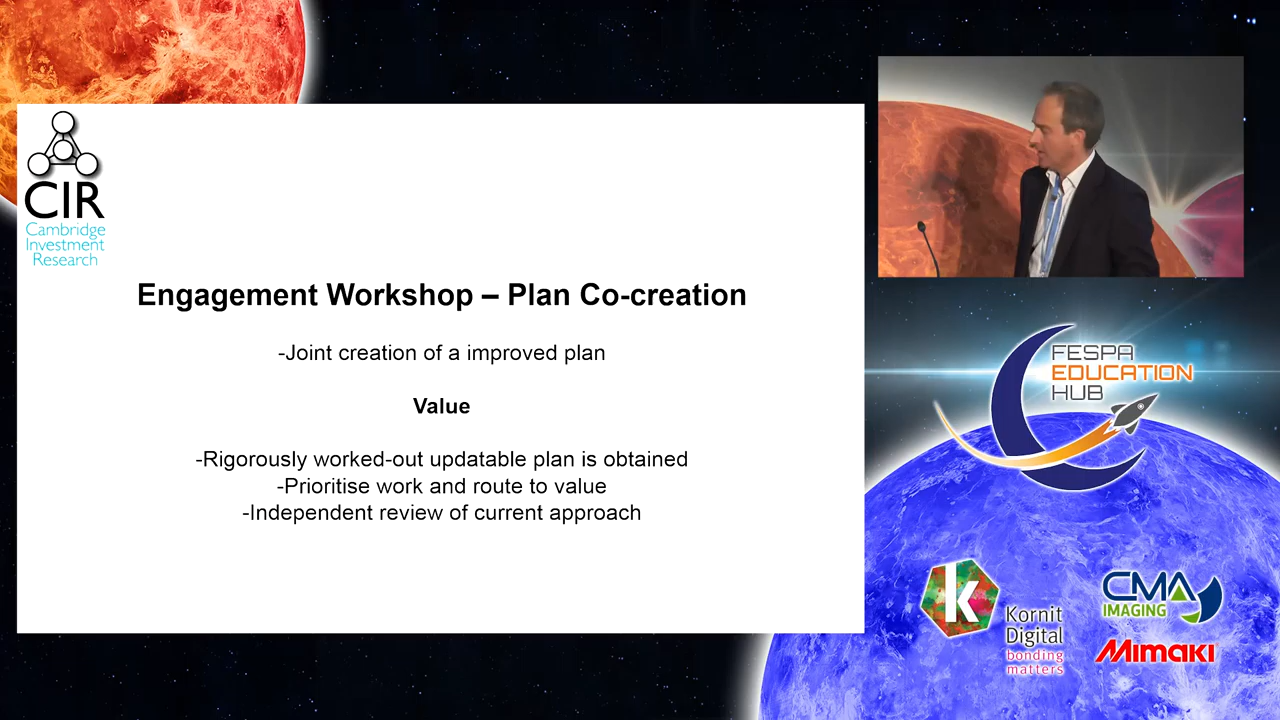 CIR
Cambridge
Investment
Research
Engagement Workshop – Plan Co-creation
-Joint creation of a improved plan
Value
-Rigorously worked-out updatable plan is obtained
-Prioritise work and route to value
-Independent review of current approach
FESPA
EDUCATION
HUB
k
Kornit
Digital
bonding
matters
CMA
IMAGING
Mimaki